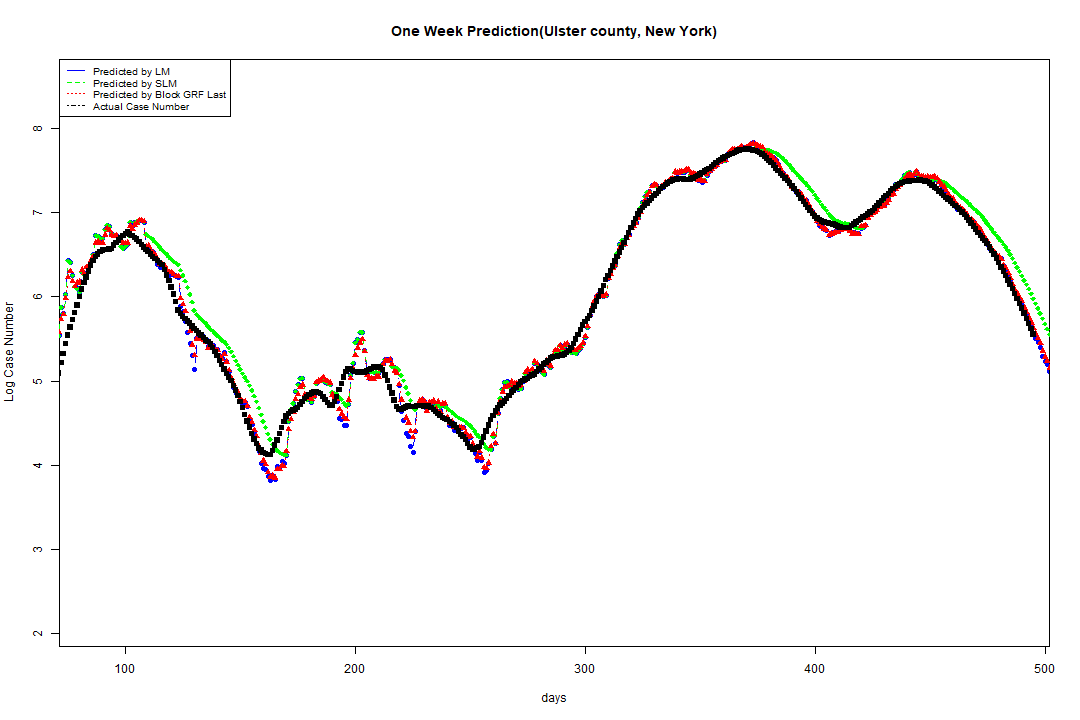 One Week Prediction(Ulster county, New York)
Predicted by LM
Predicted by SLM
Predicted by Block GRF Last
Actual Case Number
Log Case Number
8
7
6
5
4
3
2
100 200 300 400 500
days